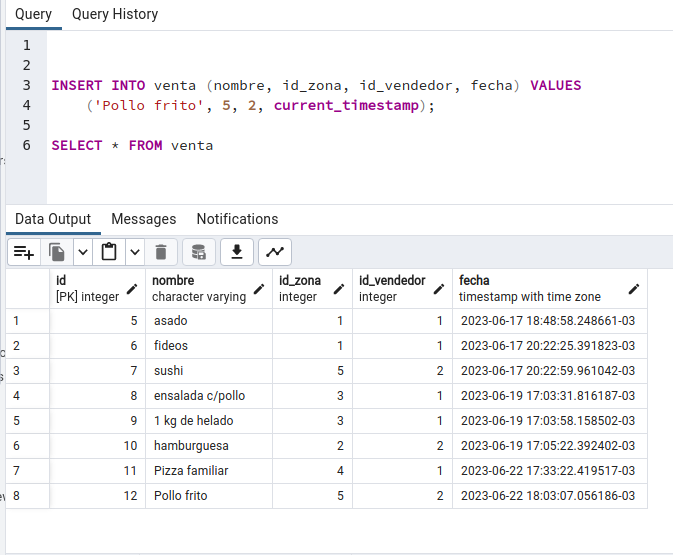 Query Query History
1
2
3 INSERT INTO venta (nombre, id_zona, id_vendedor, fecha) VALUES
4 ('Pollo frito', 5, 2, current_timestamp);
5
6 SELECT * FROM venta
Data Output Messages Notifications
id nombre id_zona id_vendedor fecha
[PK] integer character varying integer integer timestamp with time zone
1 5 asado 1 1 2023-06-17 18:48:58.248661-03
2 6 fideos 1 1 2023-06-17 20:22:25.391823-03
3 7 sushi 5 2 2023-06-17 20:22:59.961042-03
4 8 ensalada c/pollo 3 1 2023-06-19 17:03:31.816187-03
5 9 1 kg de helado 3 1 2023-06-19 17:03:58.158502-03
6 10 hamburguesa 2 2 2023-06-19 17:05:22.392402-03
7 11 Pizza familiar 4 1 2023-06-22 17:33:22.419517-03
8 12 Pollo frito 5 2 2023-06-22 18:03:07.056186-03